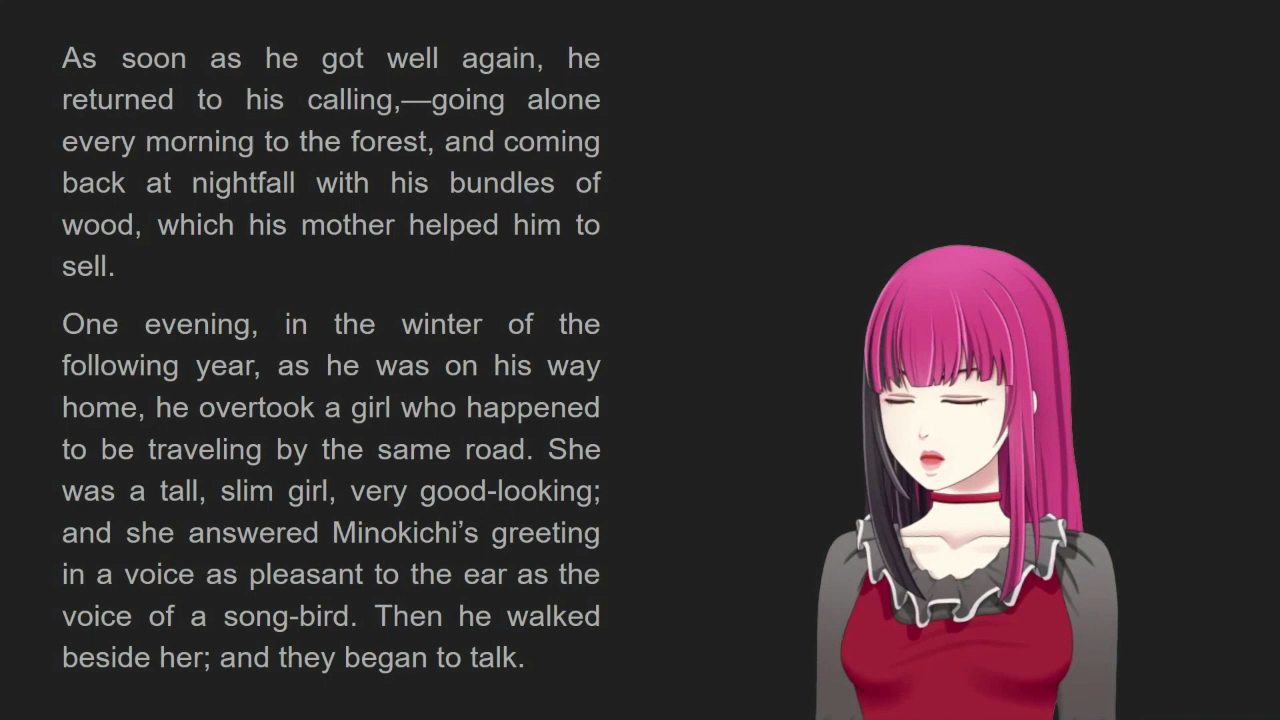 As soon as he got well again, he
returned to his calling,—going alone
every morning to the forest, and coming
back at nightfall with his bundles of
wood, which his mother helped him to
sell.
One evening, in the winter of the
following year, as he was on his way
home, he overtook a girl who happened
to be traveling by the same road. She
was a tall, slim girl, very good-looking;
and she answered Minokichi’s greeting
in a voice as pleasant to the ear as the
voice of a song-bird. Then he walked
beside her; and they began to talk.